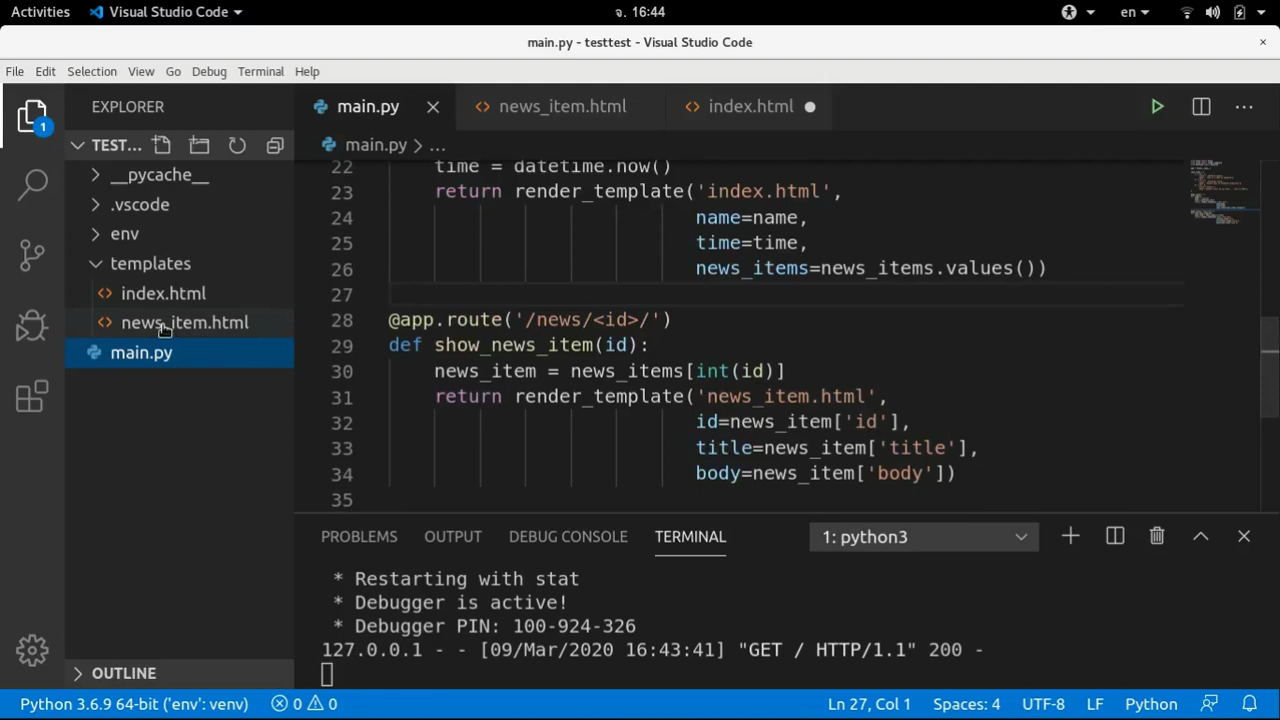 Activities Visual Studio Code จ. 16:44 en
main.py - testtest - Visual Studio Code ×
File Edit Selection View Go Debug Terminal Help
EXPLORER main.py news_item.html index.html
TEST... main.py > ...
__pycache__
.vscode
env
templates
index.html
news_item.html
main.py
OUTLINE
1
22 time = datetime.now()
23 return render_template('index.html',
24 name=name,
25 time=time,
26 news_items=news_items.values())
27
28 @app.route('/news/<id>/')
29 def show_news_item(id):
30 news_item = news_items[int(id)]
31 return render_template('news_item.html',
32 id=news_item['id'],
33 title=news_item['title'],
34 body=news_item['body'])
35
PROBLEMS OUTPUT DEBUG CONSOLE TERMINAL 1: python3
* Restarting with stat
* Debugger is active!
* Debugger PIN: 100-924-326
127.0.0.1 - - [09/Mar/2020 16:43:41] "GET / HTTP/1.1" 200 -
Python 3.6.9 64-bit ('env': venv) 0 0 Ln 27, Col 1 Spaces: 4 UTF-8 LF Python